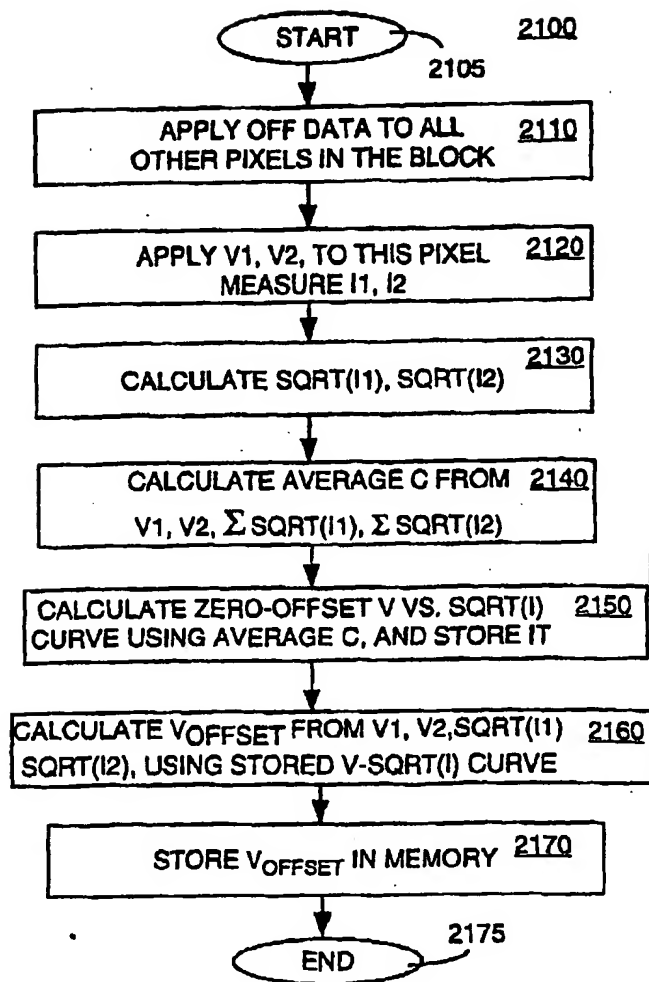 START 2100
2105
APPLY OFF DATA TO ALL 2110
OTHER PIXELS IN THE BLOCK
APPLY V1, V2, TO THIS PIXEL 2120
MEASURE I1, I2
2130
CALCULATE SQRT(I1), SQRT(I2)
CALCULATE AVERAGE C FROM 2140
V1, V2, Σ SQRT(I1), Σ SQRT(I2)
CALCULATE ZERO-OFFSET V VS. SQRT(I) 2150
CURVE USING AVERAGE C, AND STORE IT
CALCULATE VOFFSET FROM V1, V2,SQRT(I1) 2160
SQRT(I2), USING STORED V-SQRT(I) CURVE
STORE VOFFSET IN MEMORY 2170
2175
END